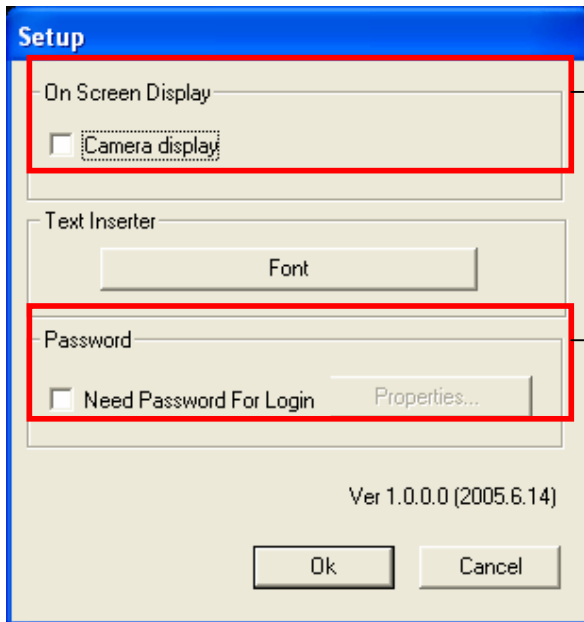 Setup
On Screen Display
Camera display
Text Inserter
Font
Password
Need Password For Login Properties...
Ver 1.0.0.0 (2005.6.14)
Ok Cancel